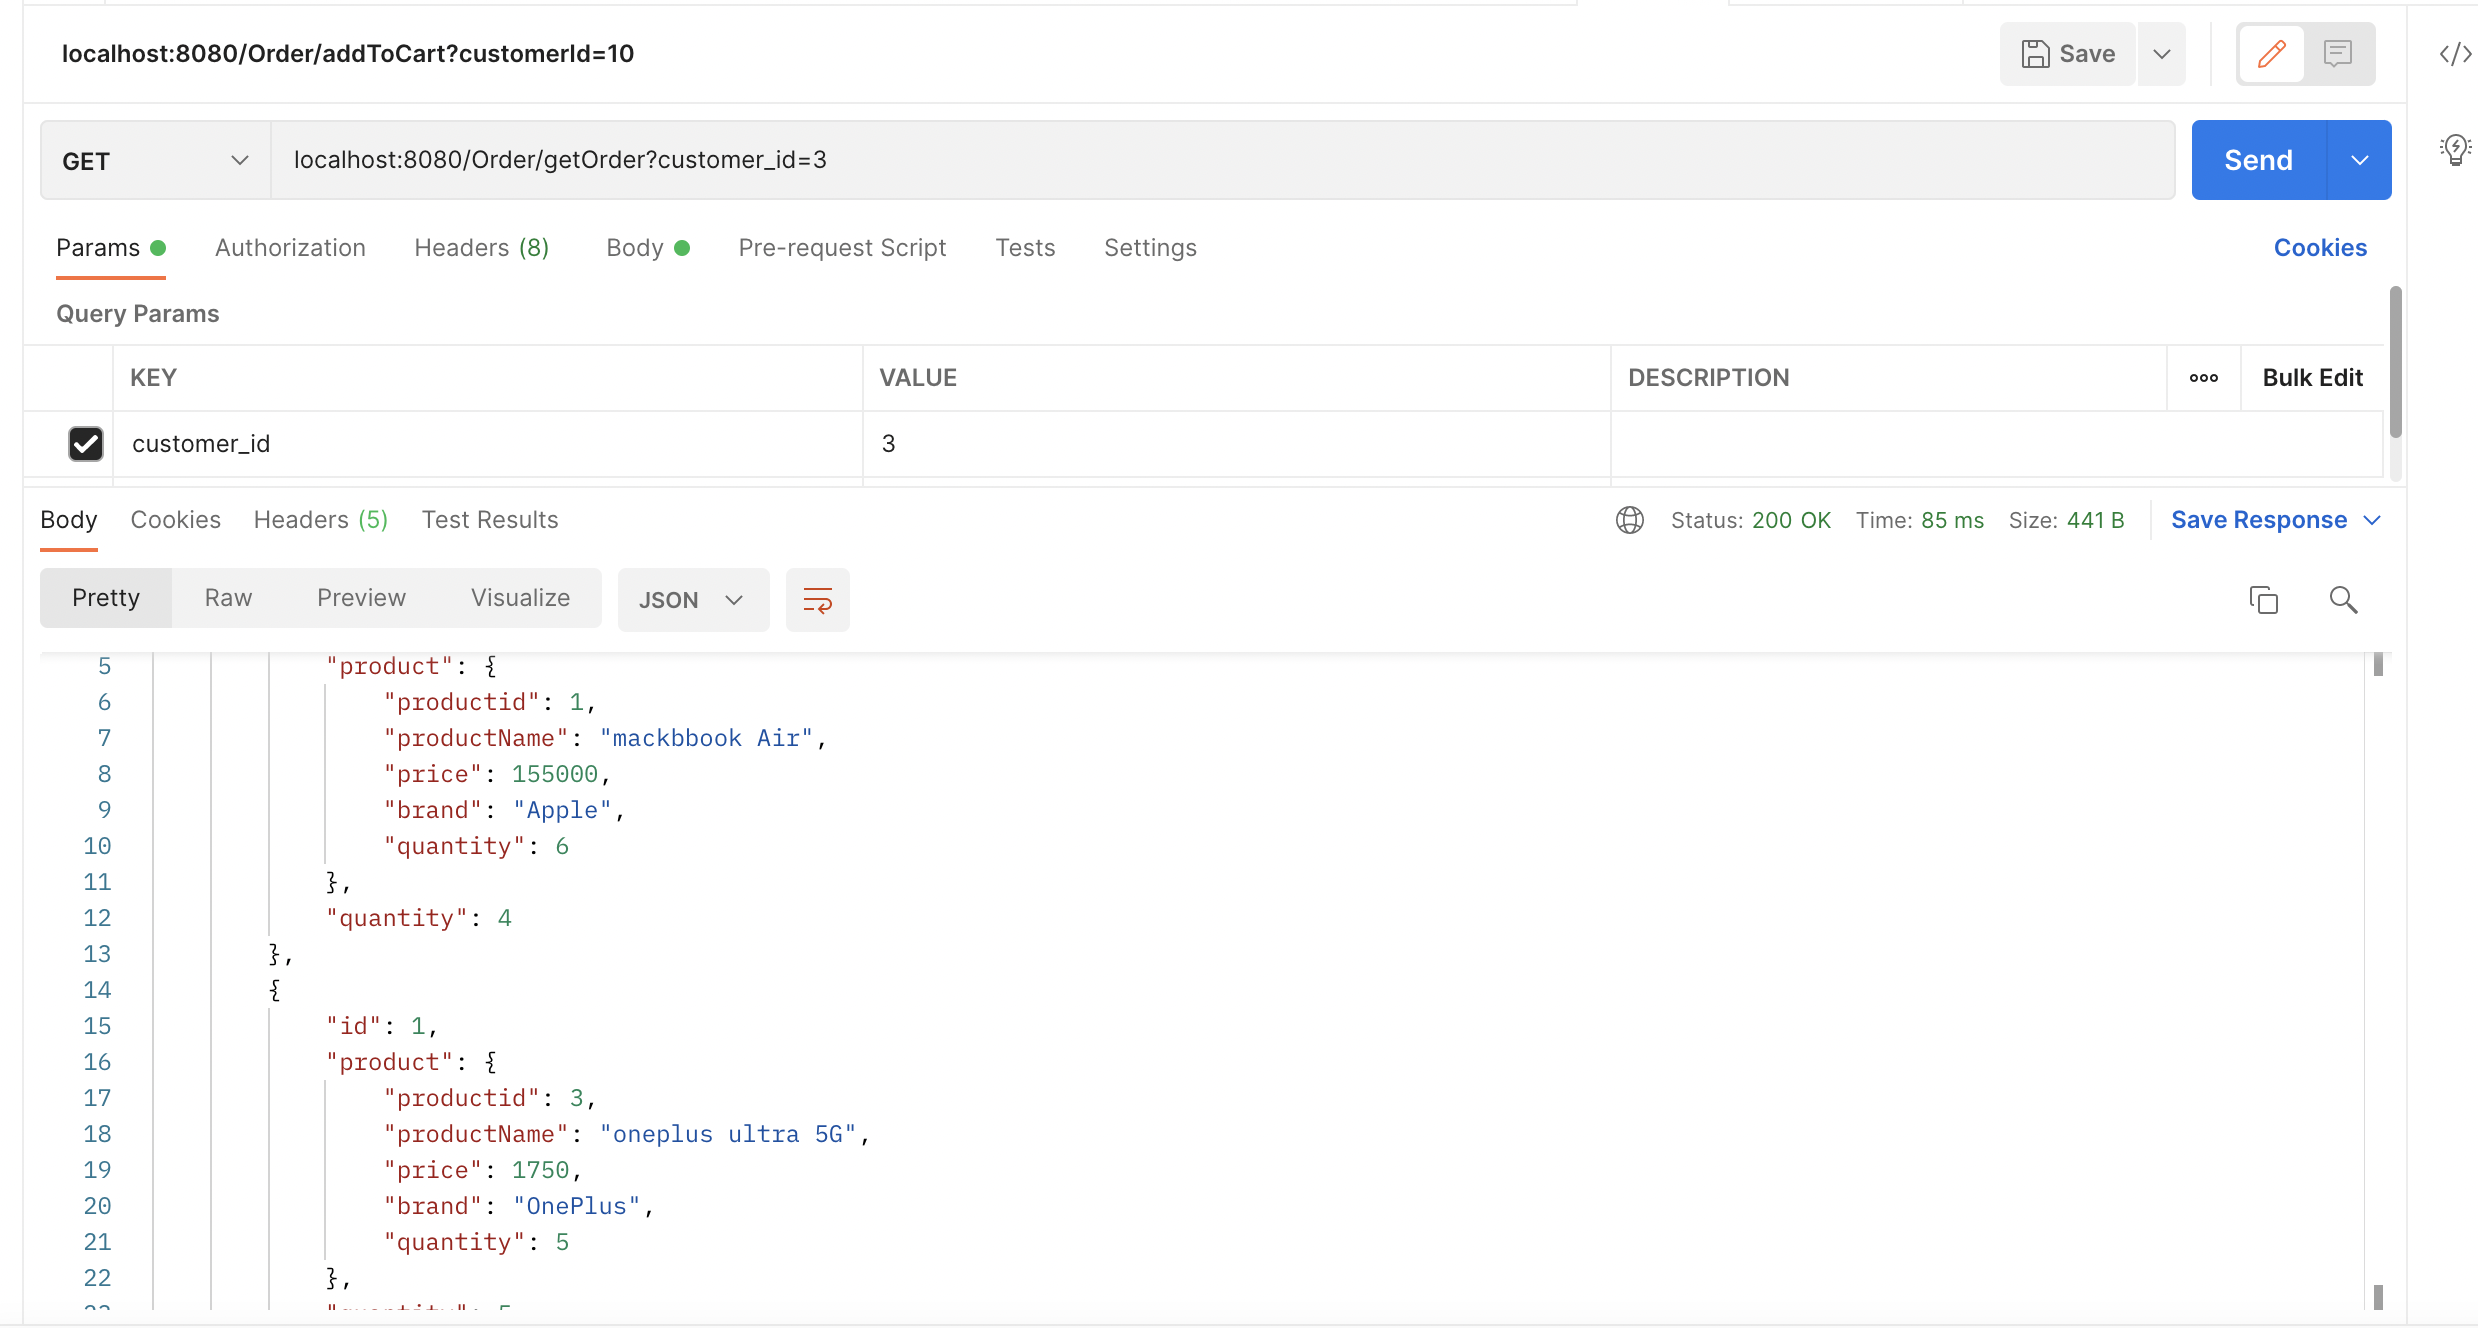 localhost:8080/Order/addToCart?customerId=10
Save
GET
localhost:8080/Order/getOrder?customer_id=3
Send
Params Authorization Headers (8) Body Pre-request Script Tests Settings Cookies
Query Params
KEY VALUE DESCRIPTION Bulk Edit
customer_id 3
Body Cookies Headers (5) Test Results Status: 200 OK Time: 85 ms Size: 441 B Save Response
Pretty Raw Preview Visualize JSON
5 "product": {
6 "productid": 1,
7 "productName": "mackbbook Air",
8 "price": 155000,
9 "brand": "Apple",
10 "quantity": 6
11 },
12 "quantity": 4
13 },
14 {
15 "id": 1,
16 "product": {
17 "productid": 3,
18 "productName": "oneplus ultra 5G",
19 "price": 1750,
20 "brand": "OnePlus",
21 "quantity": 5
22 },